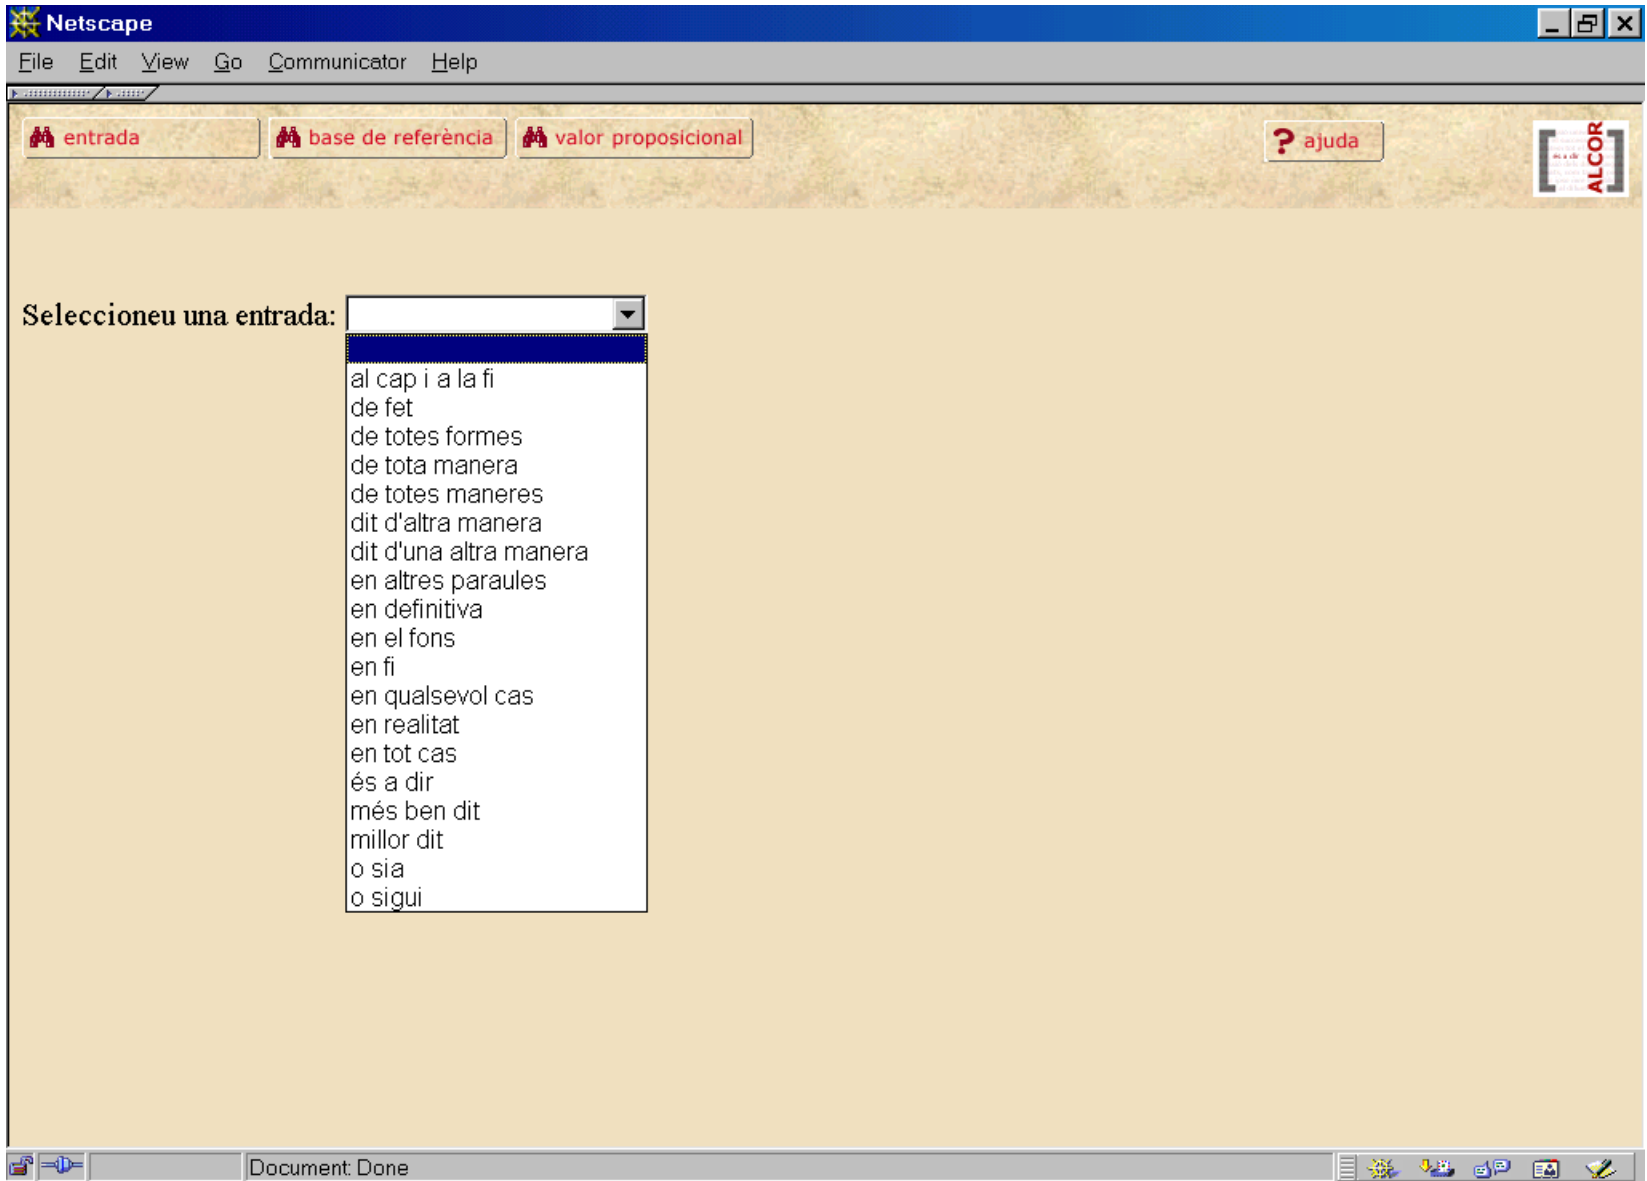 Netscape
File Edit View Go Communicator Help
entrada base de referència valor proposicional ? ajuda
és a dir
ALCOR
Seleccioneu una entrada:
al cap i a la fi
de fet
de totes formes
de tota manera
de totes maneres
dit d'altra manera
dit d'una altra manera
en altres paraules
en definitiva
en el fons
en fi
en qualsevol cas
en realitat
en tot cas
és a dir
més ben dit
millor dit
o sia
o sigui
Document: Done